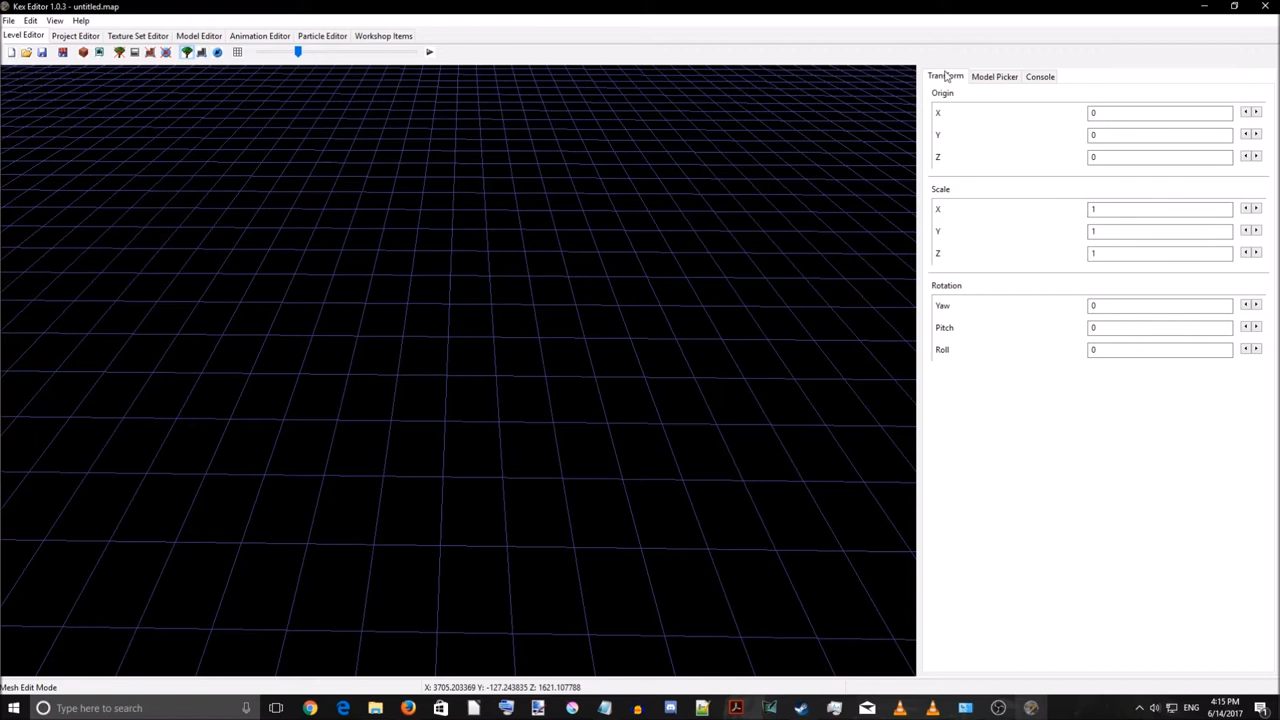 Kex Editor 1.0.3 - untitled.map
File Edit View Help
Level Editor Project Editor Texture Set Editor Model Editor Animation Editor Particle Editor Workshop Items
Transform Model Picker Console
Origin
X 0
Y 0
Z 0
Scale
X 1
Y 1
Z 1
Rotation
Yaw 0
Pitch 0
Roll 0
Mesh Edit Mode X: 3705.203369 Y: -127.243835 Z: 1621.107788
Type here to search
ENG
4:15 PM
6/14/2017